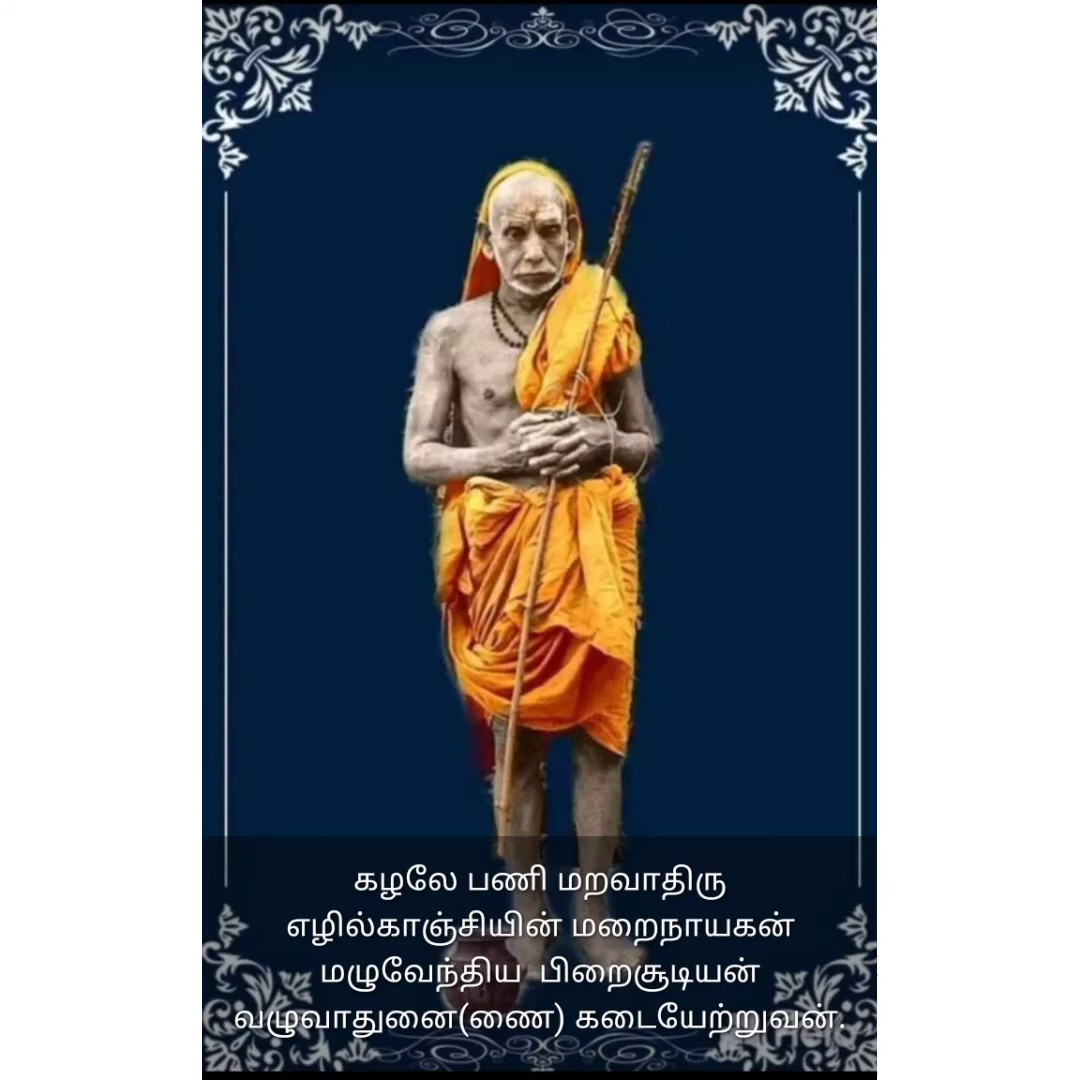 கழலே பணி மறவாதிரு
எழில்காஞ்சியின் மறைநாயகன்
மழுவேந்திய பிறைசூடியன்
வழுவாதுனை(ணை) கடையேற்றுவன்.